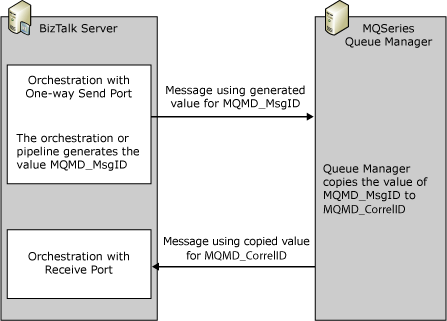 BizTalk Server
MQSeries
Queue Manager
Orchestration with
One-way Send Port
The orchestration or
pipeline generates the
value MQMD_MsgID
Message using generated
value for MQMD_MsgID
Queue Manager
copies the value of
MQMD_MsgID to
MQMD_CorrelID
Orchestration with
Receive Port
Message using copied value
for MQMD_CorrelID